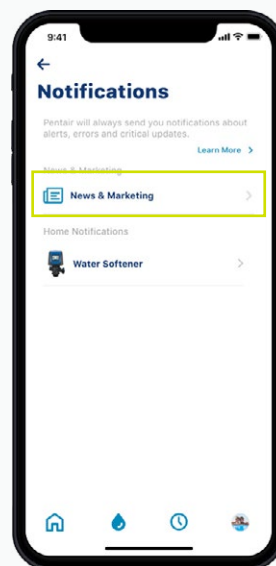 9:41
Notifications
Pentair will always send you notifications about
alerts, errors and critical updates.
Learn More
News & Marketing
News & Marketing
Home Notifications
Water Softener